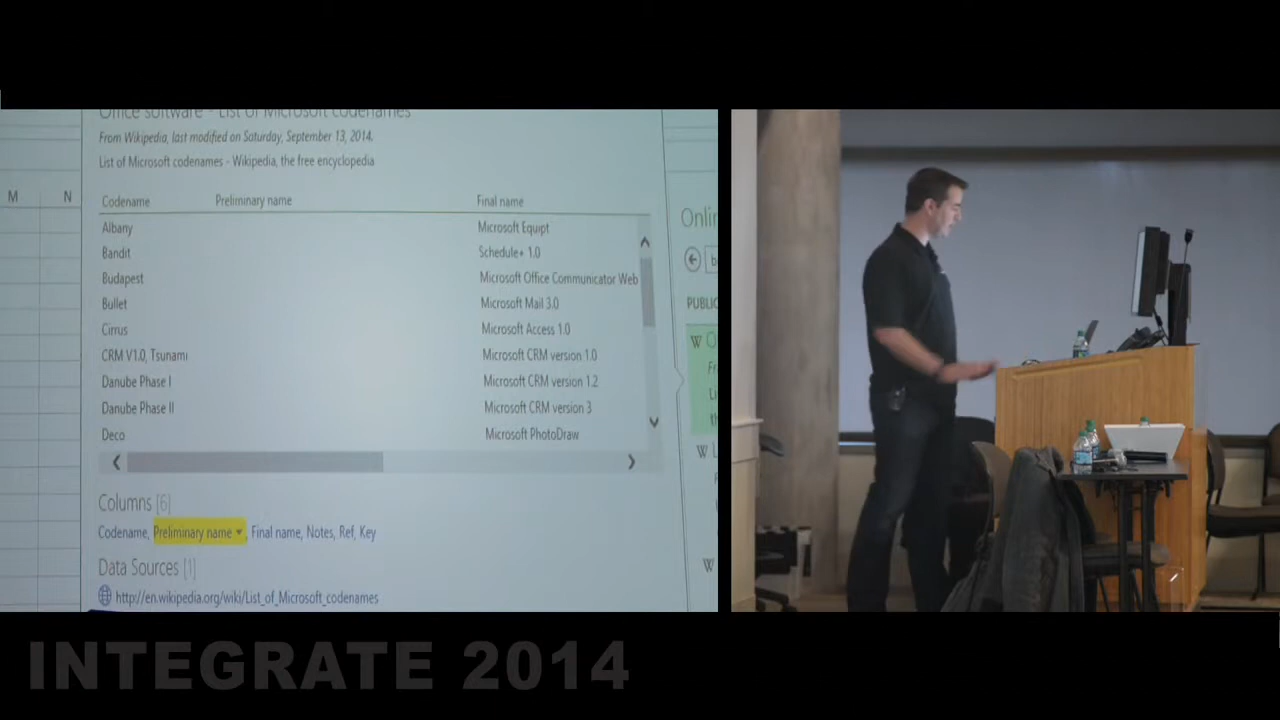 Office software - List of Microsoft codenames
From Wikipedia, last modified on Saturday, September 13, 2014.
List of Microsoft codenames - Wikipedia, the free encyclopedia
M N
Codename Preliminary name Final name
Albany Microsoft Equipt
Bandit Schedule+ 1.0
Budapest Microsoft Office Communicator Web
Bullet Microsoft Mail 3.0
Cirrus Microsoft Access 1.0
CRM V1.0, Tsunami Microsoft CRM version 1.0
Danube Phase I Microsoft CRM version 1.2
Danube Phase II Microsoft CRM version 3
Deco Microsoft PhotoDraw
Columns [6]
Codename, Preliminary name, Final name, Notes, Ref, Key
Data Sources [1]
http://en.wikipedia.org/wiki/List_of_Microsoft_codenames
Onlin
PUBLIC
INTEGRATE 2014